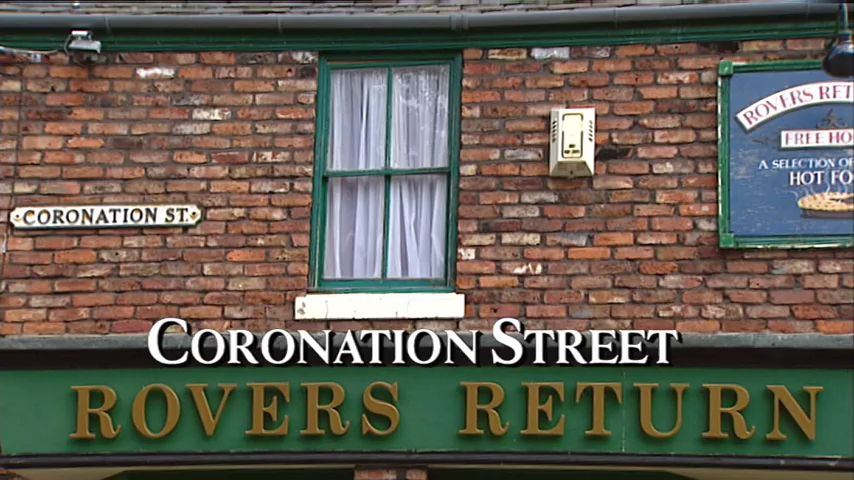 ROVERS RET
FREE HO
A SELECTION OF
HOT FO
CORONATION ST.
CORONATION STREET
ROVERS RETURN